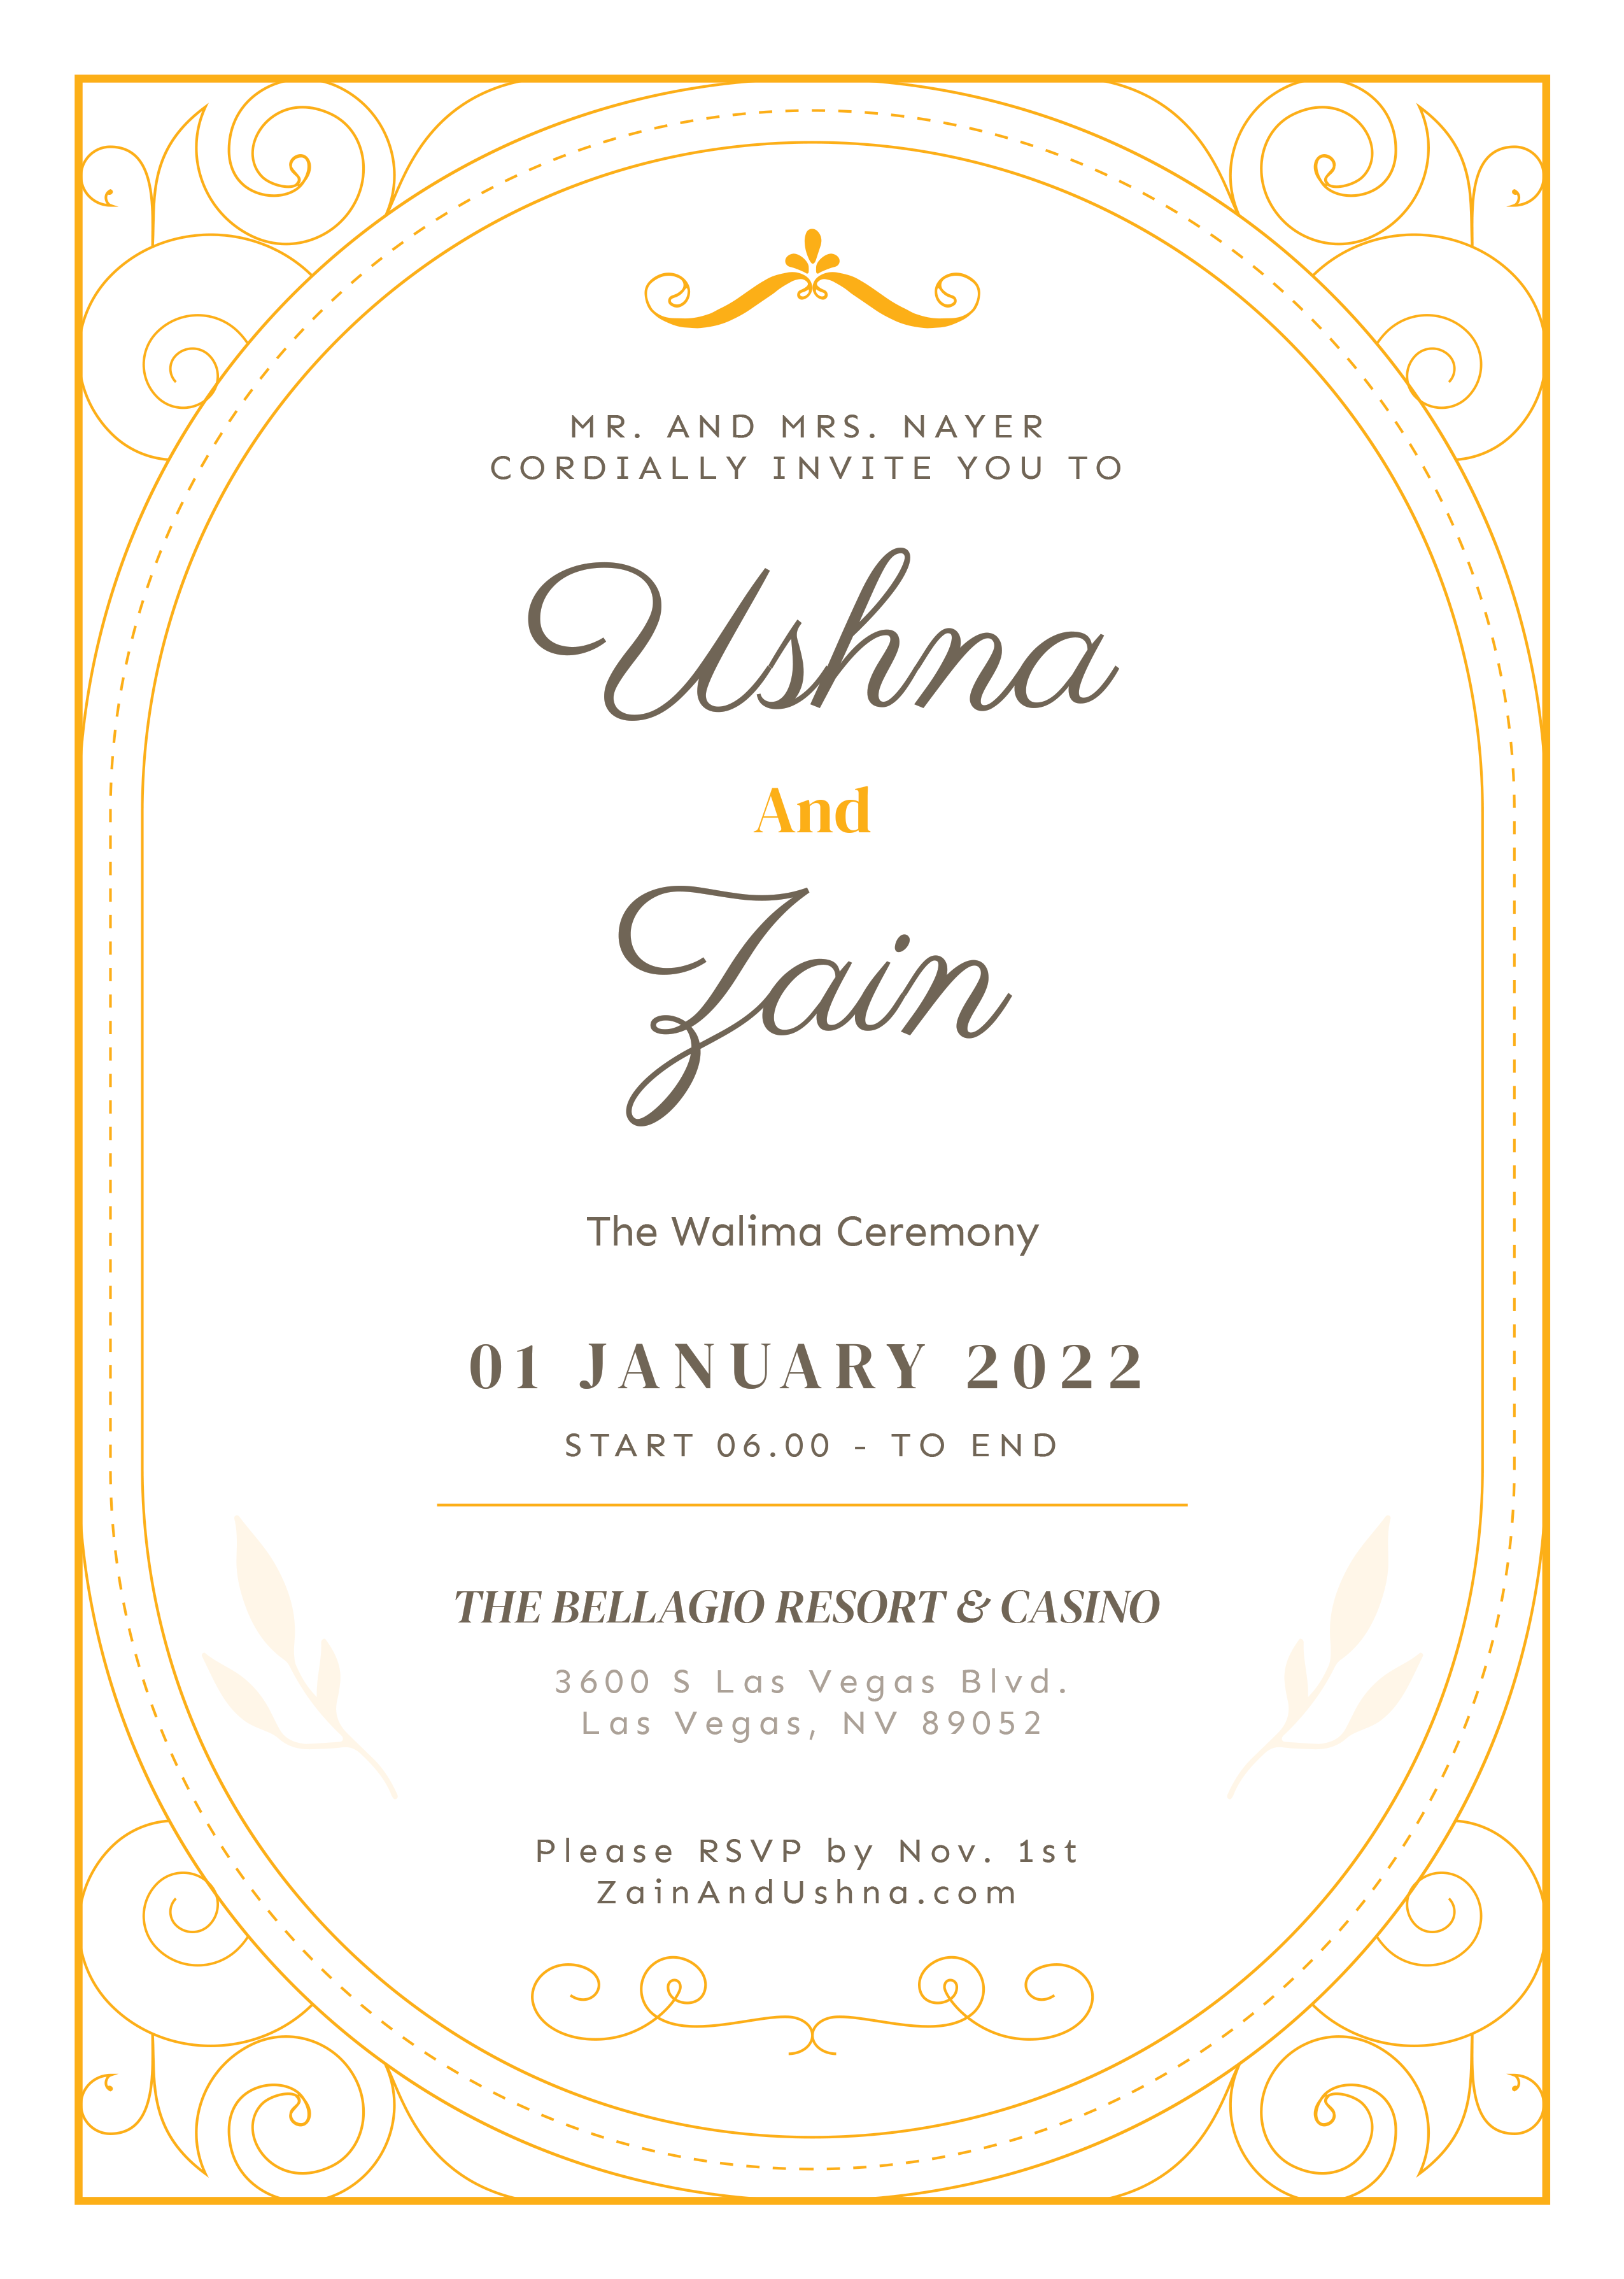 MR. AND MRS. NAYER
CORDIALLY INVITE YOU TO
Ushna
And
Zain
The Walima Ceremony
01 JANUARY 2022
START 06.00 - TO END
THE BELLAGIO RESORT & CASINO
3600 S Las Vegas Blvd.
Las Vegas, NV 89052
Please RSVP by Nov. 1st
ZainAndUshna.com